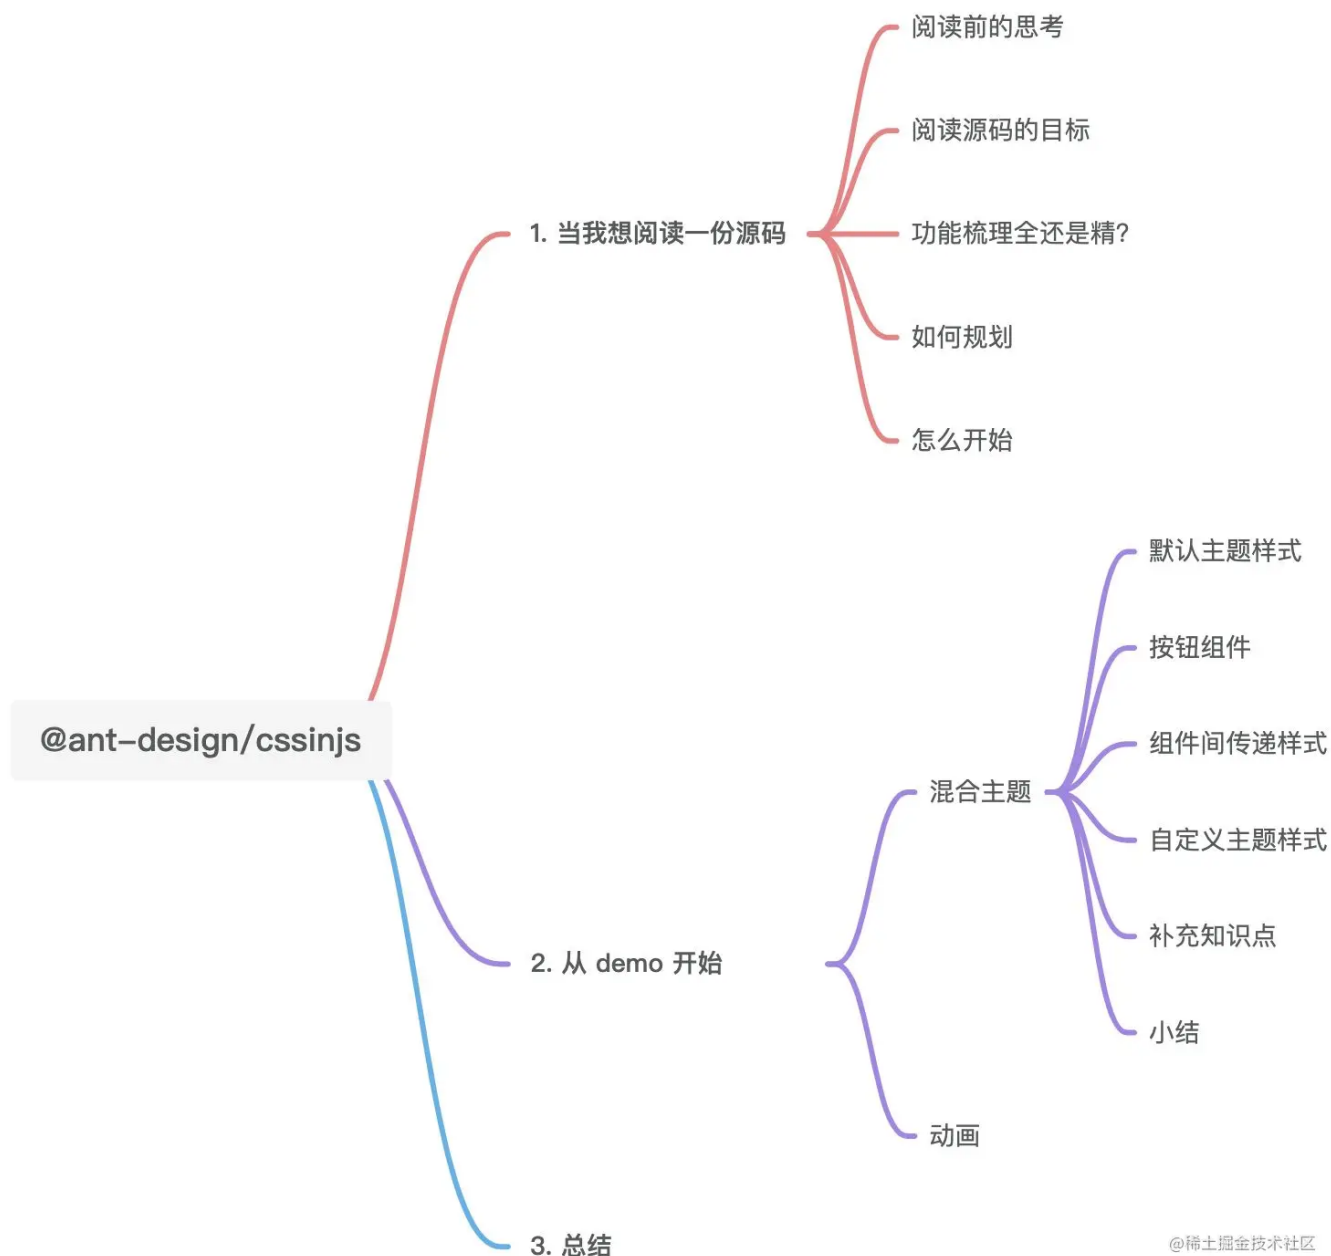 阅读前的思考
阅读源码的目标
1. 当我想阅读一份源码
功能梳理全还是精？
如何规划
怎么开始
@ant-design/cssinjs
2. 从 demo 开始
混合主题
默认主题样式
按钮组件
组件间传递样式
自定义主题样式
补充知识点
小结
动画
3. 总结
@稀土掘金技术社区